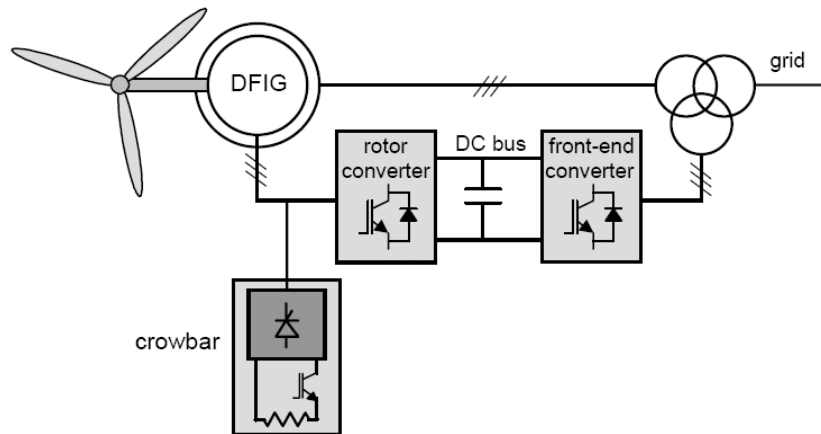 DFIG
grid
rotor
converter
DC bus
front-end
converter
crowbar